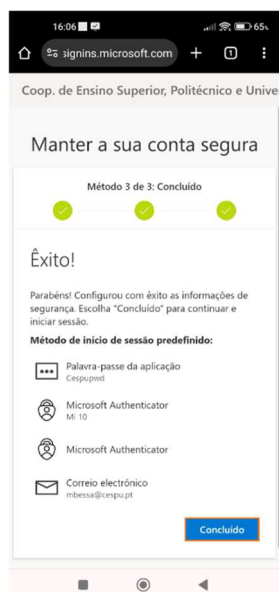 16:06
65%
signins.microsoft.com
1
Coop. de Ensino Superior, Politécnico e Unive
Manter a sua conta segura
Método 3 de 3: Concluído
Êxito!
Parabéns! Configurou com êxito as informações de
segurança. Escolha "Concluído" para continuar e
iniciar sessão.
Método de início de sessão predefinido:
Palavra-passe da aplicação
Cespupwd
Microsoft Authenticator
Mi 10
Microsoft Authenticator
Correio electrónico
mbessa@cespu.pt
Concluído